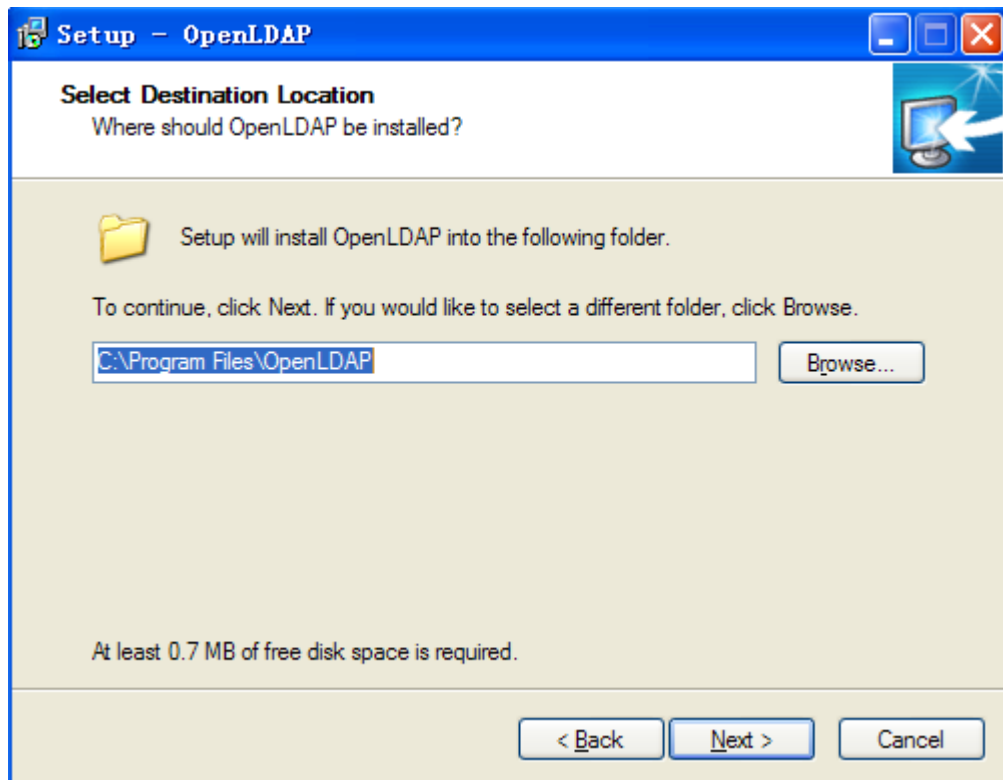 Setup - OpenLDAP
Select Destination Location
Where should OpenLDAP be installed?
Setup will install OpenLDAP into the following folder.
To continue, click Next. If you would like to select a different folder, click Browse.
C:\Program Files\OpenLDAP
Browse...
At least 0.7 MB of free disk space is required.
< Back Next > Cancel